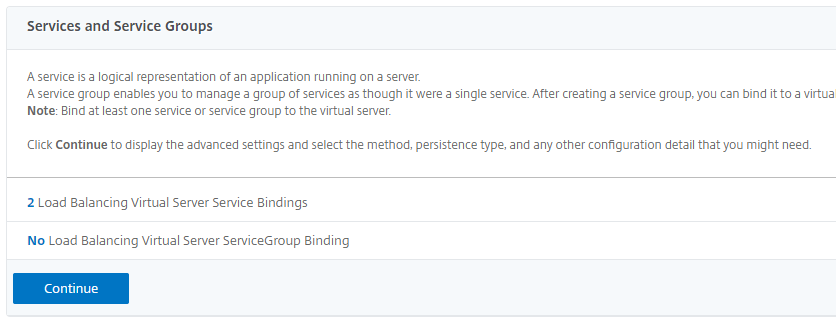 Services and Service Groups
A service is a logical representation of an application running on a server.
A service group enables you to manage a group of services as though it were a single service. After creating a service group, you can bind it to a virtual
Note: Bind at least one service or service group to the virtual server.
Click Continue to display the advanced settings and select the method, persistence type, and any other configuration detail that you might need.
2 Load Balancing Virtual Server Service Bindings
No Load Balancing Virtual Server ServiceGroup Binding
Continue